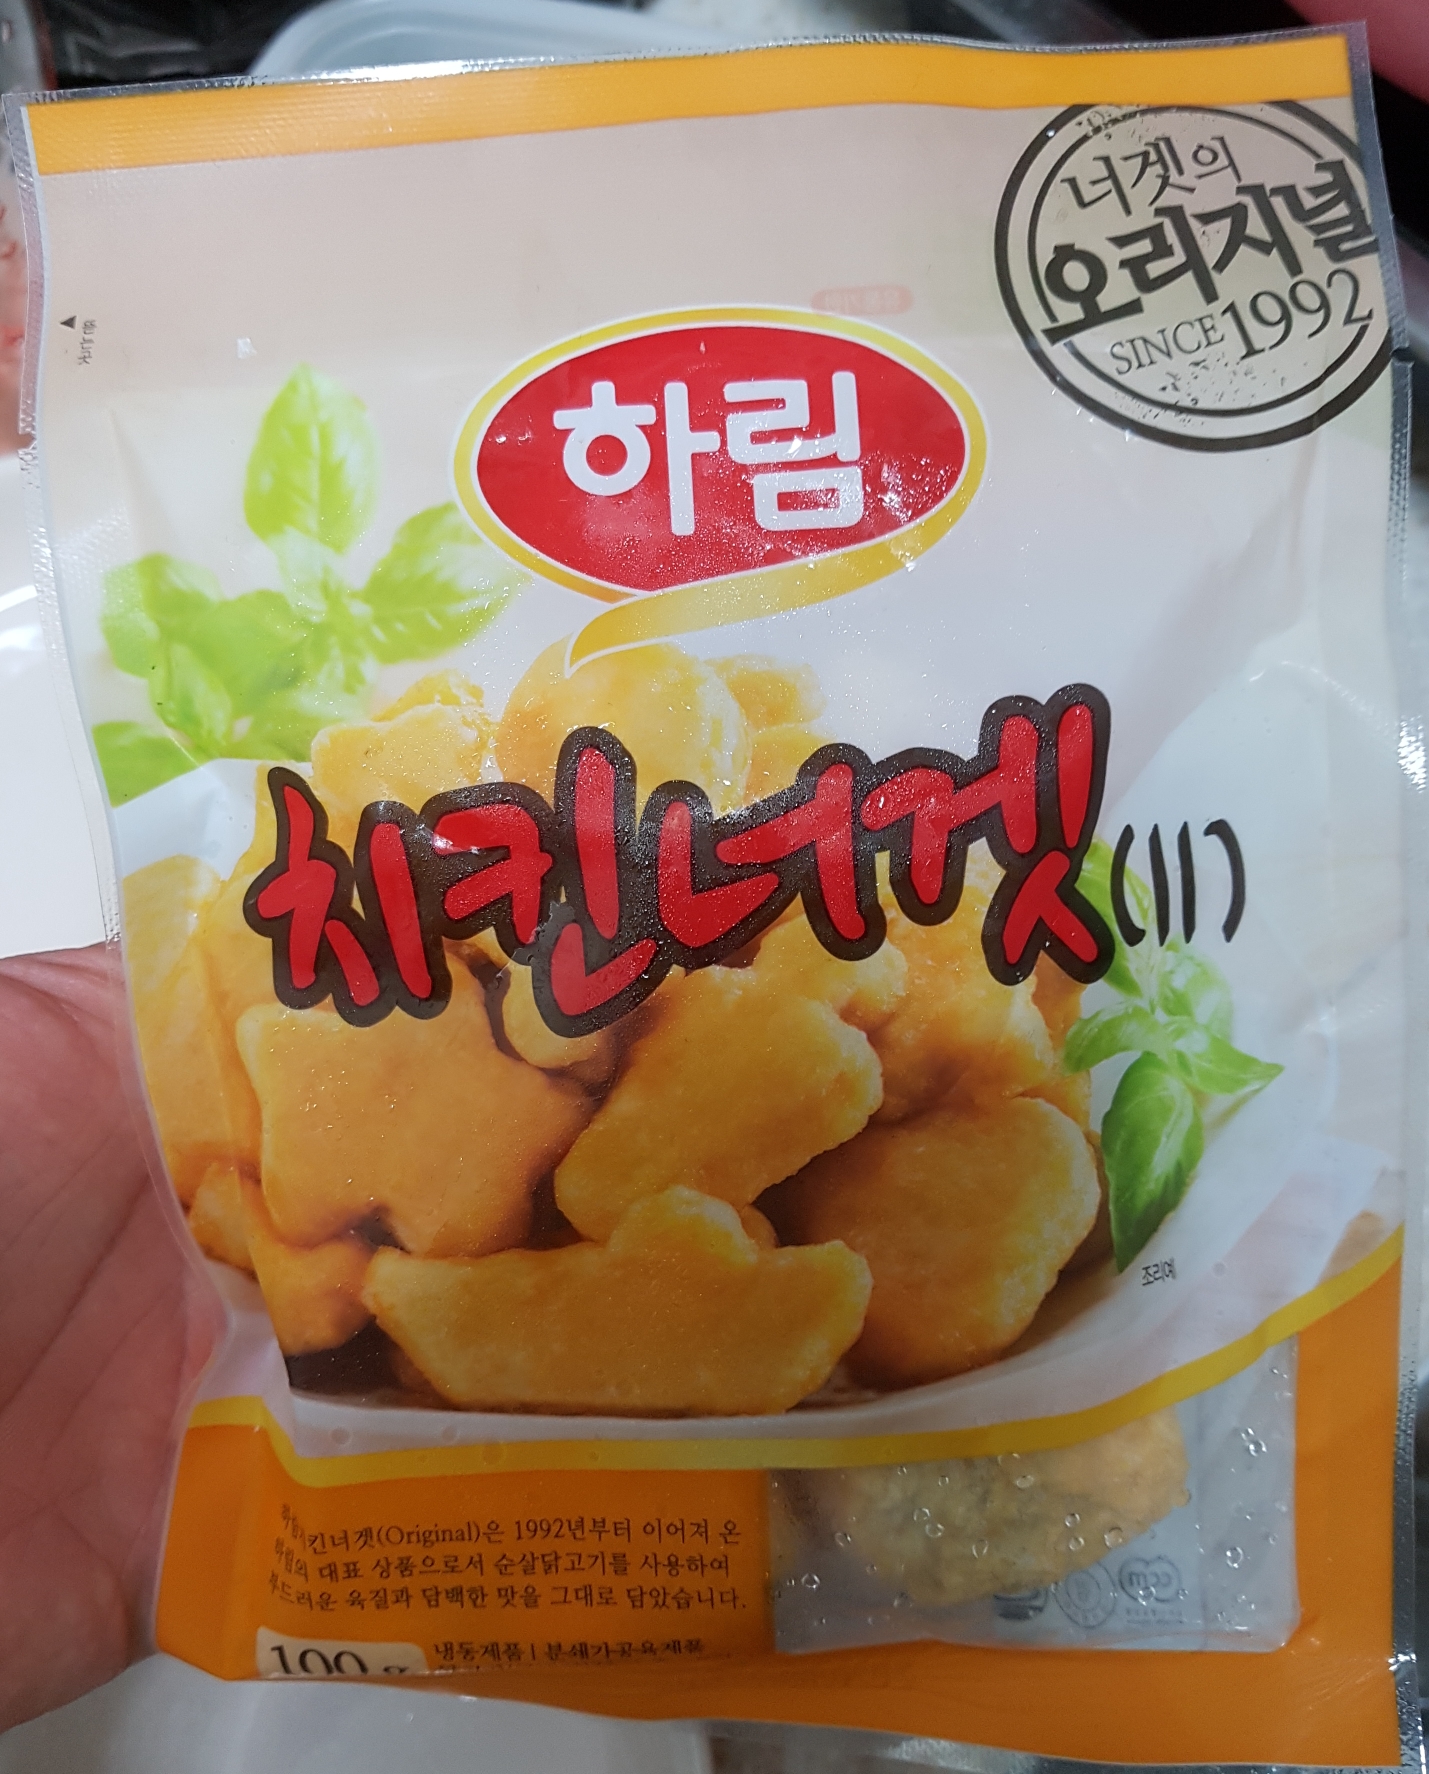 너겟의
오리지널
SINCE 1992
하림
치킨너겟(II)
조리예
킨너겟(Original)은 1992년부터 이어져 온
하림의 대표 상품으로서 순살닭고기를 사용하여
부드러운 육질과 담백한 맛을 그대로 담았습니다.
100 g
냉동제품 | 분쇄가공육제품